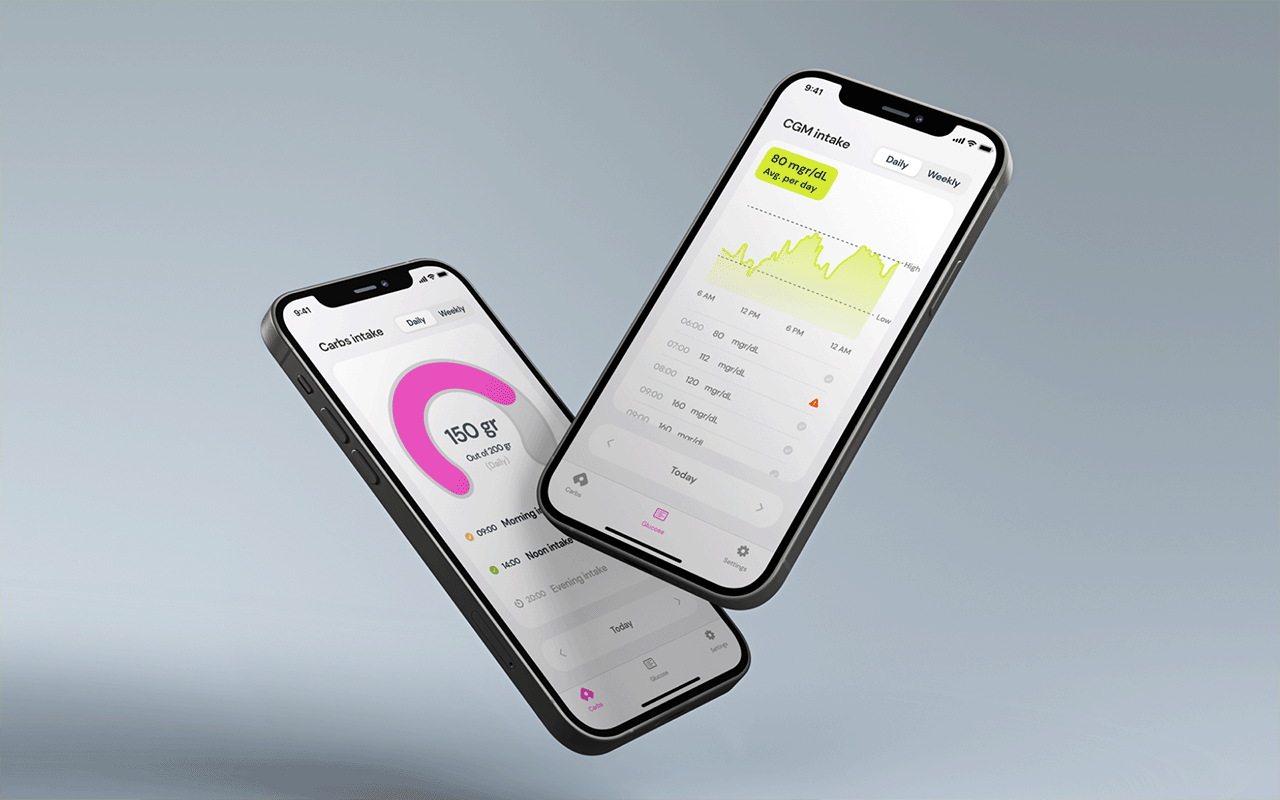 9:41
Carbs intake
Daily
Weekly
150 gr
Out of 200 gr
(Daily)
09:00 Morning in
14:00 Noon intake
20:00 Evening intake
Today
Carbs
Glucose
Settings
9:41
CGM intake
Daily
Weekly
80 mgr/dL
Avg. per day
High
Low
6 AM
12 PM
6 PM
12 AM
06:00 80 mgr/dL
07:00 112 mgr/dL
08:00 120 mgr/dL
09:00 160 mgr/dL
09:00 160 mgr/dL
Today
Carbs
Glucose
Settings